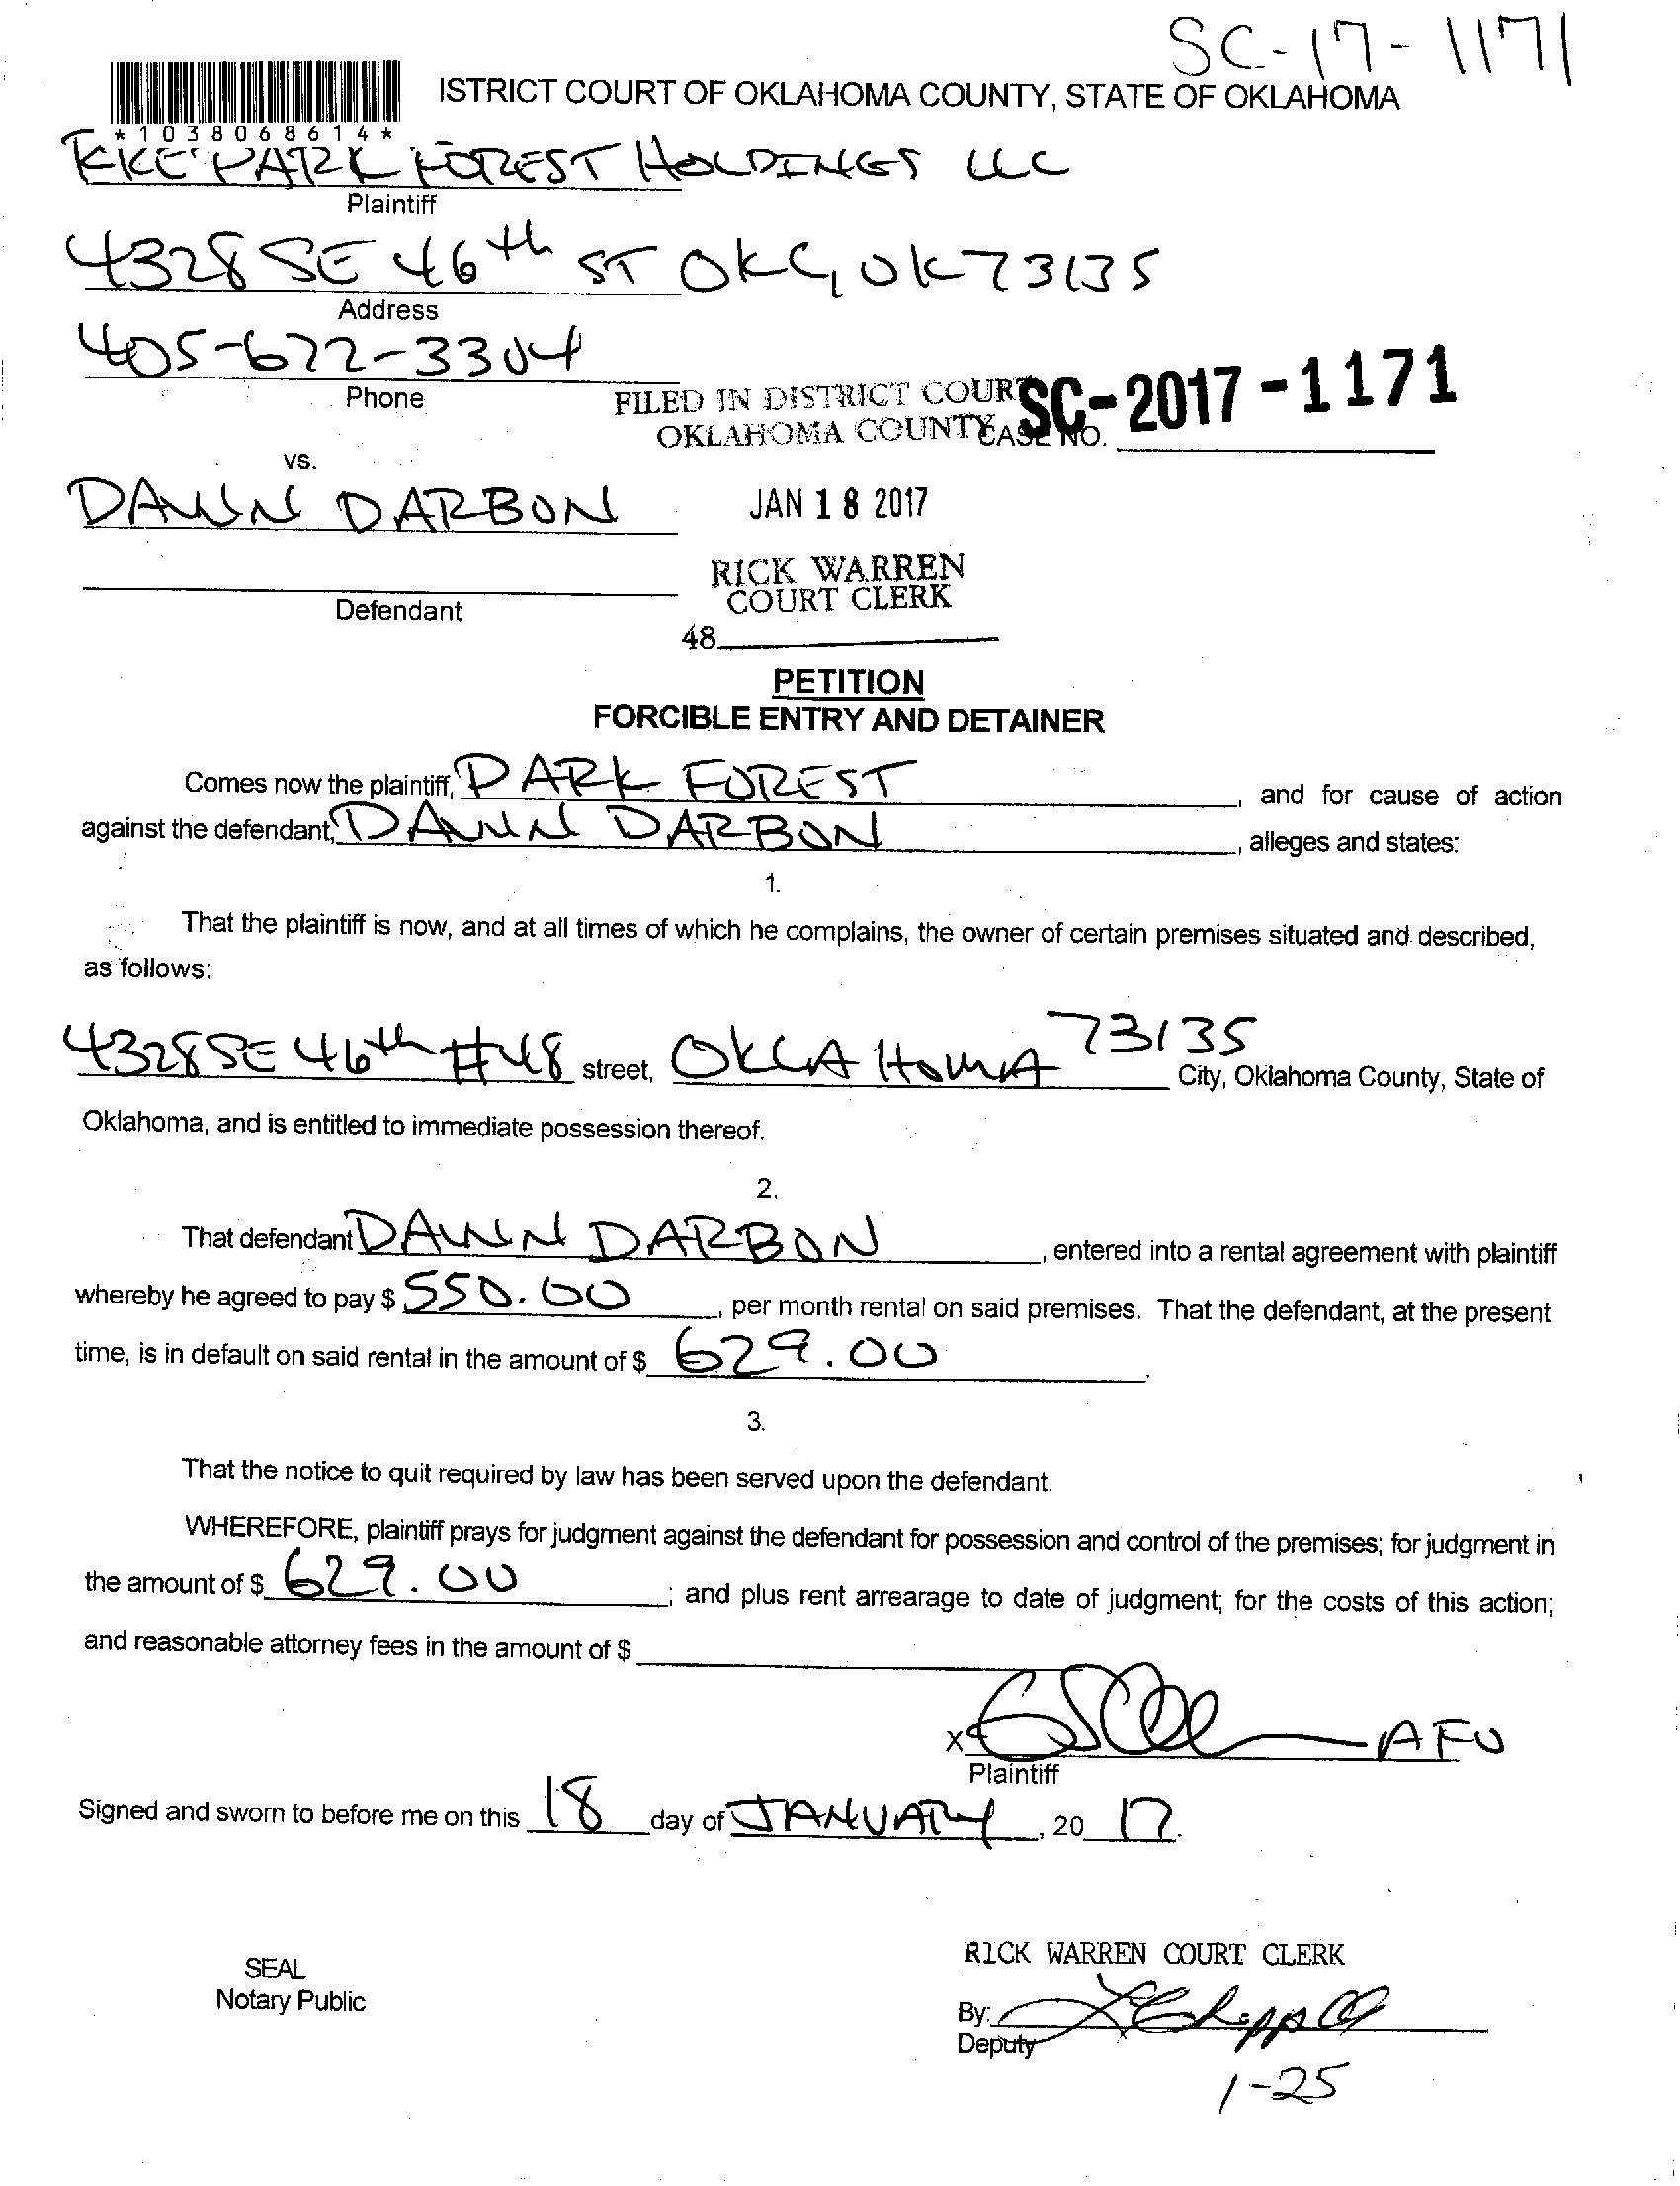 SC-17-1171
ISTRICT COURT OF OKLAHOMA COUNTY, STATE OF OKLAHOMA
*1038068614*
PARK FOREST HOLDINGS LLC
Plaintiff
4328 SE 46th ST OKC, OK 73135
Address
405-672-3304
Phone
FILED IN DISTRICT COURT
OKLAHOMA COUNTY
CASE NO. SC-2017-1171
vs.
DAWN DARBON
JAN 18 2017
RICK WARREN
COURT CLERK
Defendant
48
PETITION
FORCIBLE ENTRY AND DETAINER
Comes now the plaintiff, PARK FOREST, and for cause of action
against the defendant, DAWN DARBON, alleges and states:
1.
That the plaintiff is now, and at all times of which he complains, the owner of certain premises situated and described,
as follows:
4328 SE 46th #48 street, OKLAHOMA 73135 City, Oklahoma County, State of
Oklahoma, and is entitled to immediate possession thereof.
2.
That defendant DAWN DARBON, entered into a rental agreement with plaintiff
whereby he agreed to pay $ 550.00, per month rental on said premises. That the defendant, at the present
time, is in default on said rental in the amount of $ 629.00.
3.
That the notice to quit required by law has been served upon the defendant.
WHEREFORE, plaintiff prays for judgment against the defendant for possession and control of the premises; for judgment in
the amount of $ 629.00; and plus rent arrearage to date of judgment; for the costs of this action;
and reasonable attorney fees in the amount of $
X
Plaintiff
Signed and sworn to before me on this 18 day of JANUARY, 20 17.
RICK WARREN COURT CLERK
SEAL
Notary Public
By:
Deputy
1-25